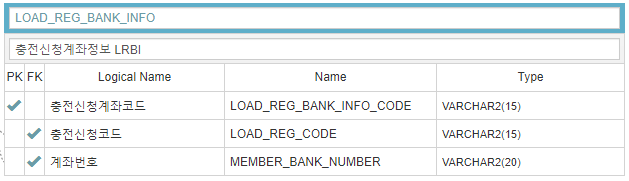 LOAD_REG_BANK_INFO
충전신청계좌정보 LRBI
PK FK Logical Name Name Type
충전신청계좌코드 LOAD_REG_BANK_INFO_CODE VARCHAR2(15)
충전신청코드 LOAD_REG_CODE VARCHAR2(15)
계좌번호 MEMBER_BANK_NUMBER VARCHAR2(20)